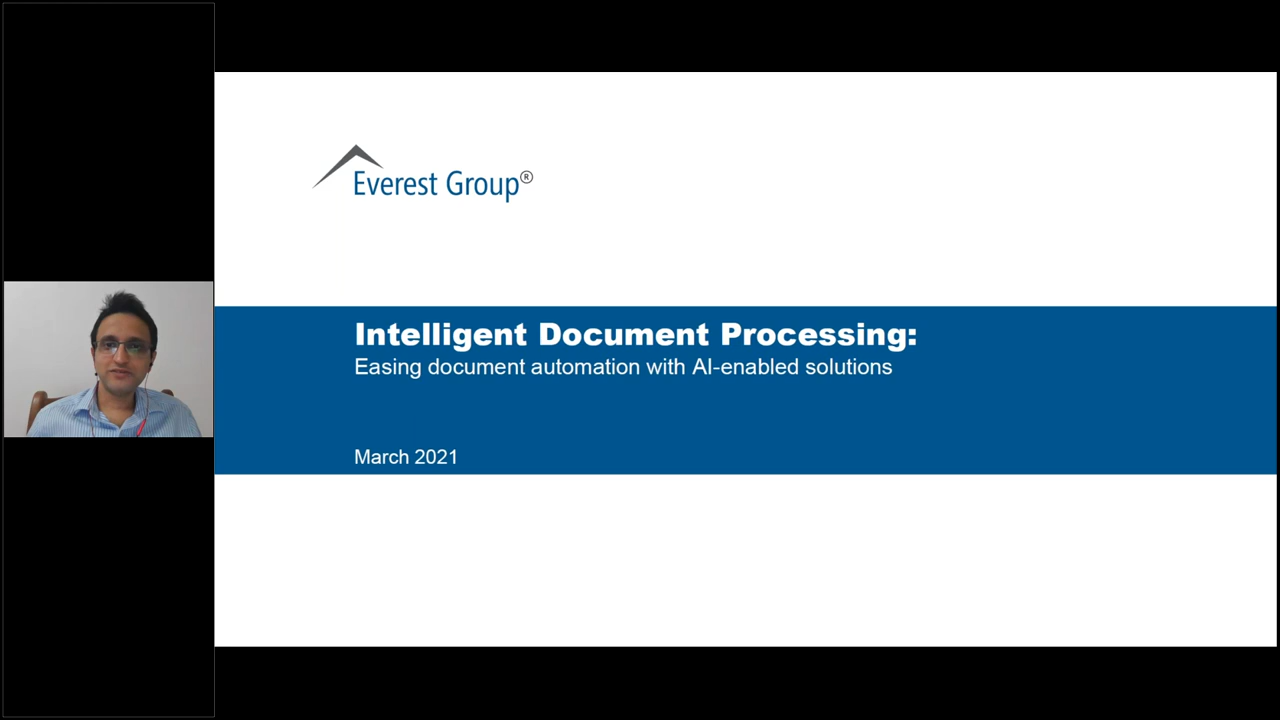 Everest Group®
Intelligent Document Processing:
Easing document automation with AI-enabled solutions
March 2021